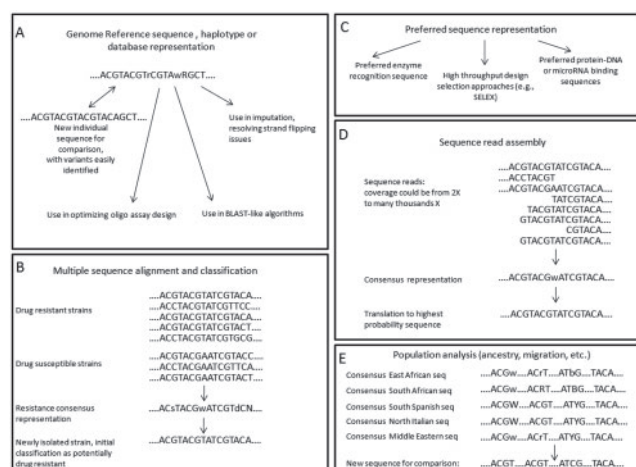 A
Genome Reference sequence , haplotype or
database representation
....ACGTACGTrCGTAwRGCT....
....ACGTACGTACGTACAGCT....
New individual
sequence for
comparison,
with variants easily
identified
Use in imputation,
resolving strand flipping
issues
Use in optimizing oligo assay design
Use in BLAST-like algorithms
B
Multiple sequence alignment and classification
Drug resistant strains
....ACGTACGTATCGTACA....
....ACCTACGTATCGTTCC....
....ACGTACGTATCGTACA....
....ACGTACGTATCGTACT....
....ACCTACGTATCGTGCG....
Drug susceptible strains
....ACGTACGAATCGTACC....
....ACCTACGAATCGTTCA....
....ACGTACGAATCGTACT....
Resistance consensus
representation
....ACsTACGwATCGTdCN....
Newly isolated strain, initial
classification as potentially
drug resistant
....ACGTACGTATCGTACA....
C
Preferred sequence representation
Preferred enzyme
recognition sequence
High throughput design
selection approaches (e.g.,
SELEX)
Preferred protein-DNA
or microRNA binding
sequences
D
Sequence read assembly
Sequence reads:
coverage could be from 2X
to many thousands X
....ACGTACGTATCGTACA....
....ACCTACGT
....ACGTACGAATCGTACA....
TATCGTACA....
TACGTATCGTACA....
GTACGTATCGTACA....
CGTACA....
GTACGTATCGTACA....
Consensus representation
....ACGTACGwATCGTACA....
Translation to highest
probability sequence
....ACGTACGTATCGTACA....
E
Population analysis (ancestry, migration, etc.)
Consensus East African seq ....ACGw....ACrT....ATbG....TACA....
Consensus South African seq ....ACGw....ACRT....ATBG....TACA....
Consensus South Spanish seq ....ACGW....ACGT....ATYG....TACA....
Consensus North Italian seq ....ACGW....ACGT....ATYG....TACA....
Consensus Middle Eastern seq ....ACGw....ACrT....ATYG....TACA....
New sequence for comparison: ....ACGT....ACGT....ATCG....TACA....